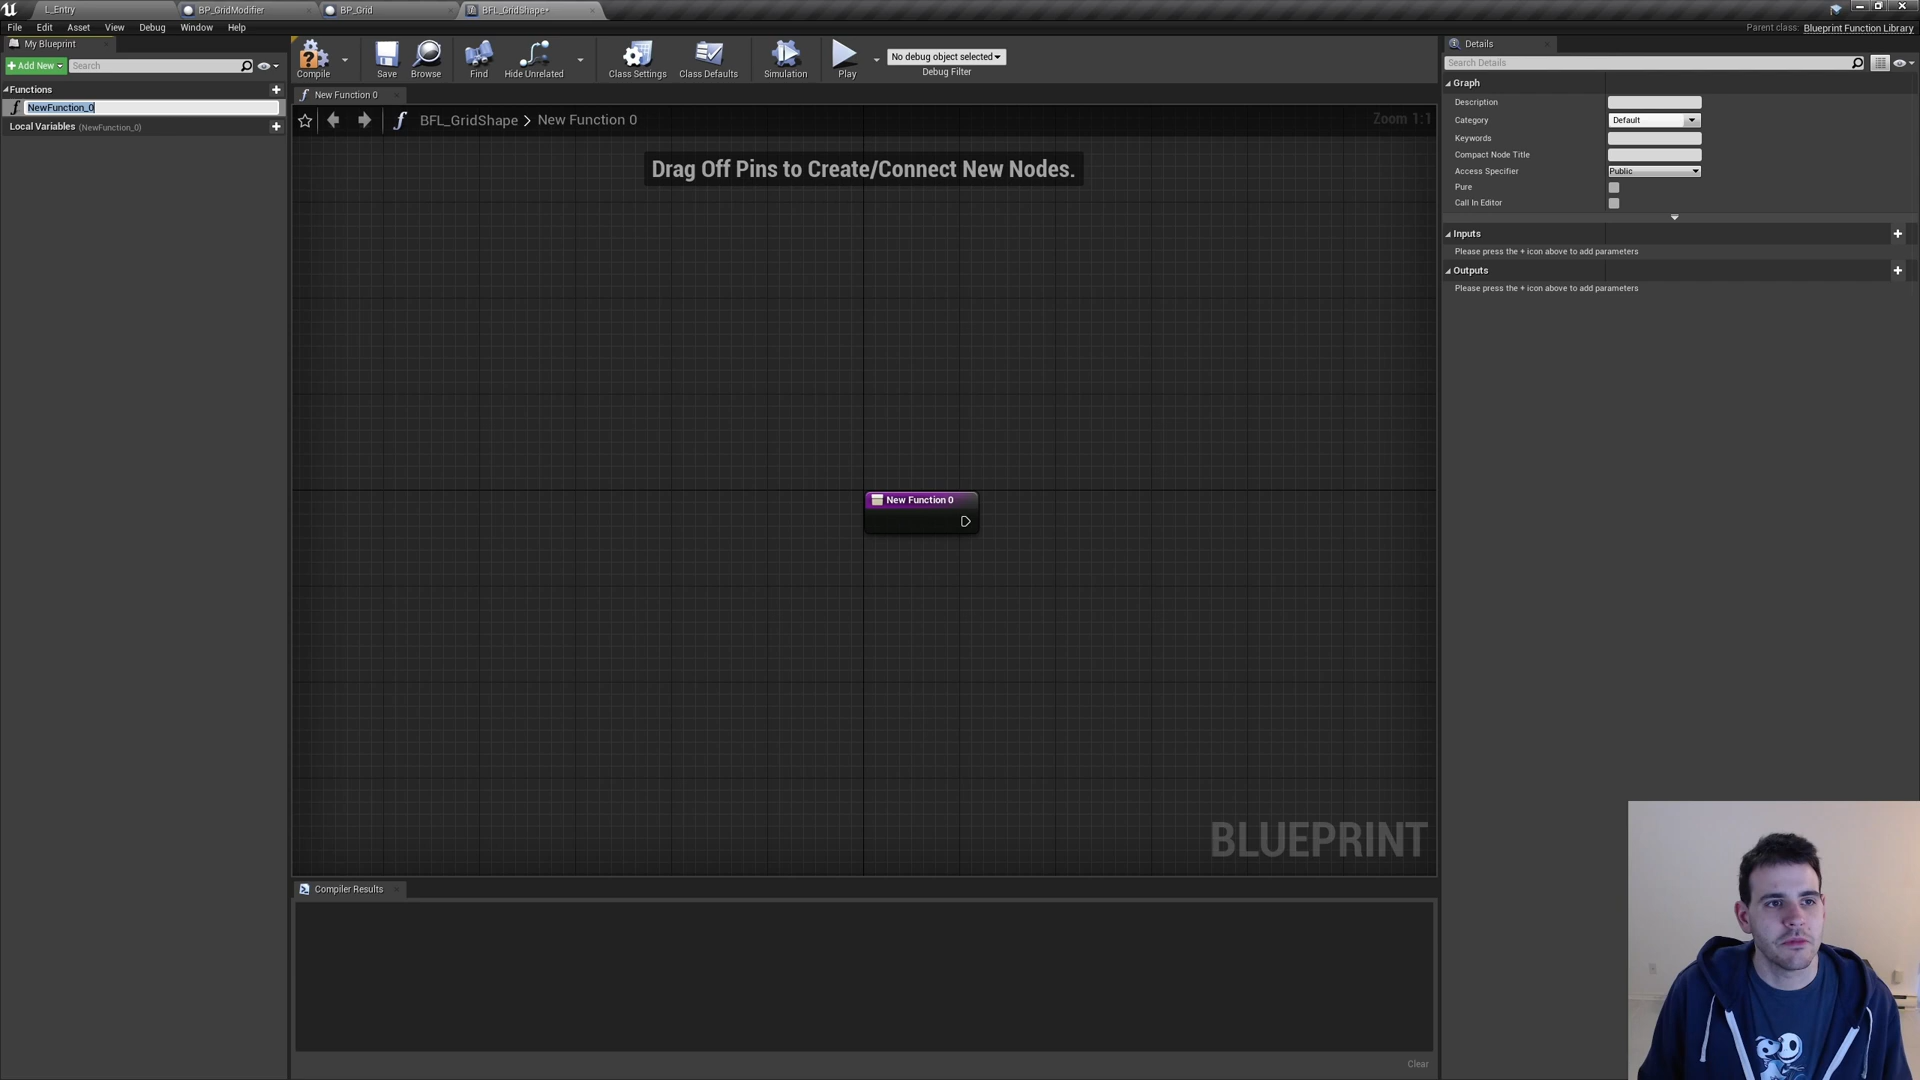 L_Entry
BP_GridModifier
BP_Grid
BFL_GridShape*
File Edit Asset View Debug Window Help
Parent class: Blueprint Function Library
My Blueprint
+Add New
Search
Functions
NewFunction_0
Local Variables (NewFunction_0)
Compile
Save
Browse
Find
Hide Unrelated
Class Settings
Class Defaults
Simulation
Play
No debug object selected
Debug Filter
New Function 0
BFL_GridShape > New Function 0
Zoom 1:1
Drag Off Pins to Create/Connect New Nodes.
New Function 0
BLUEPRINT
Compiler Results
Clear
Details
Search Details
Graph
Description
Category Default
Keywords
Compact Node Title
Access Specifier Public
Pure
Call In Editor
Inputs
Please press the + icon above to add parameters
Outputs
Please press the + icon above to add parameters